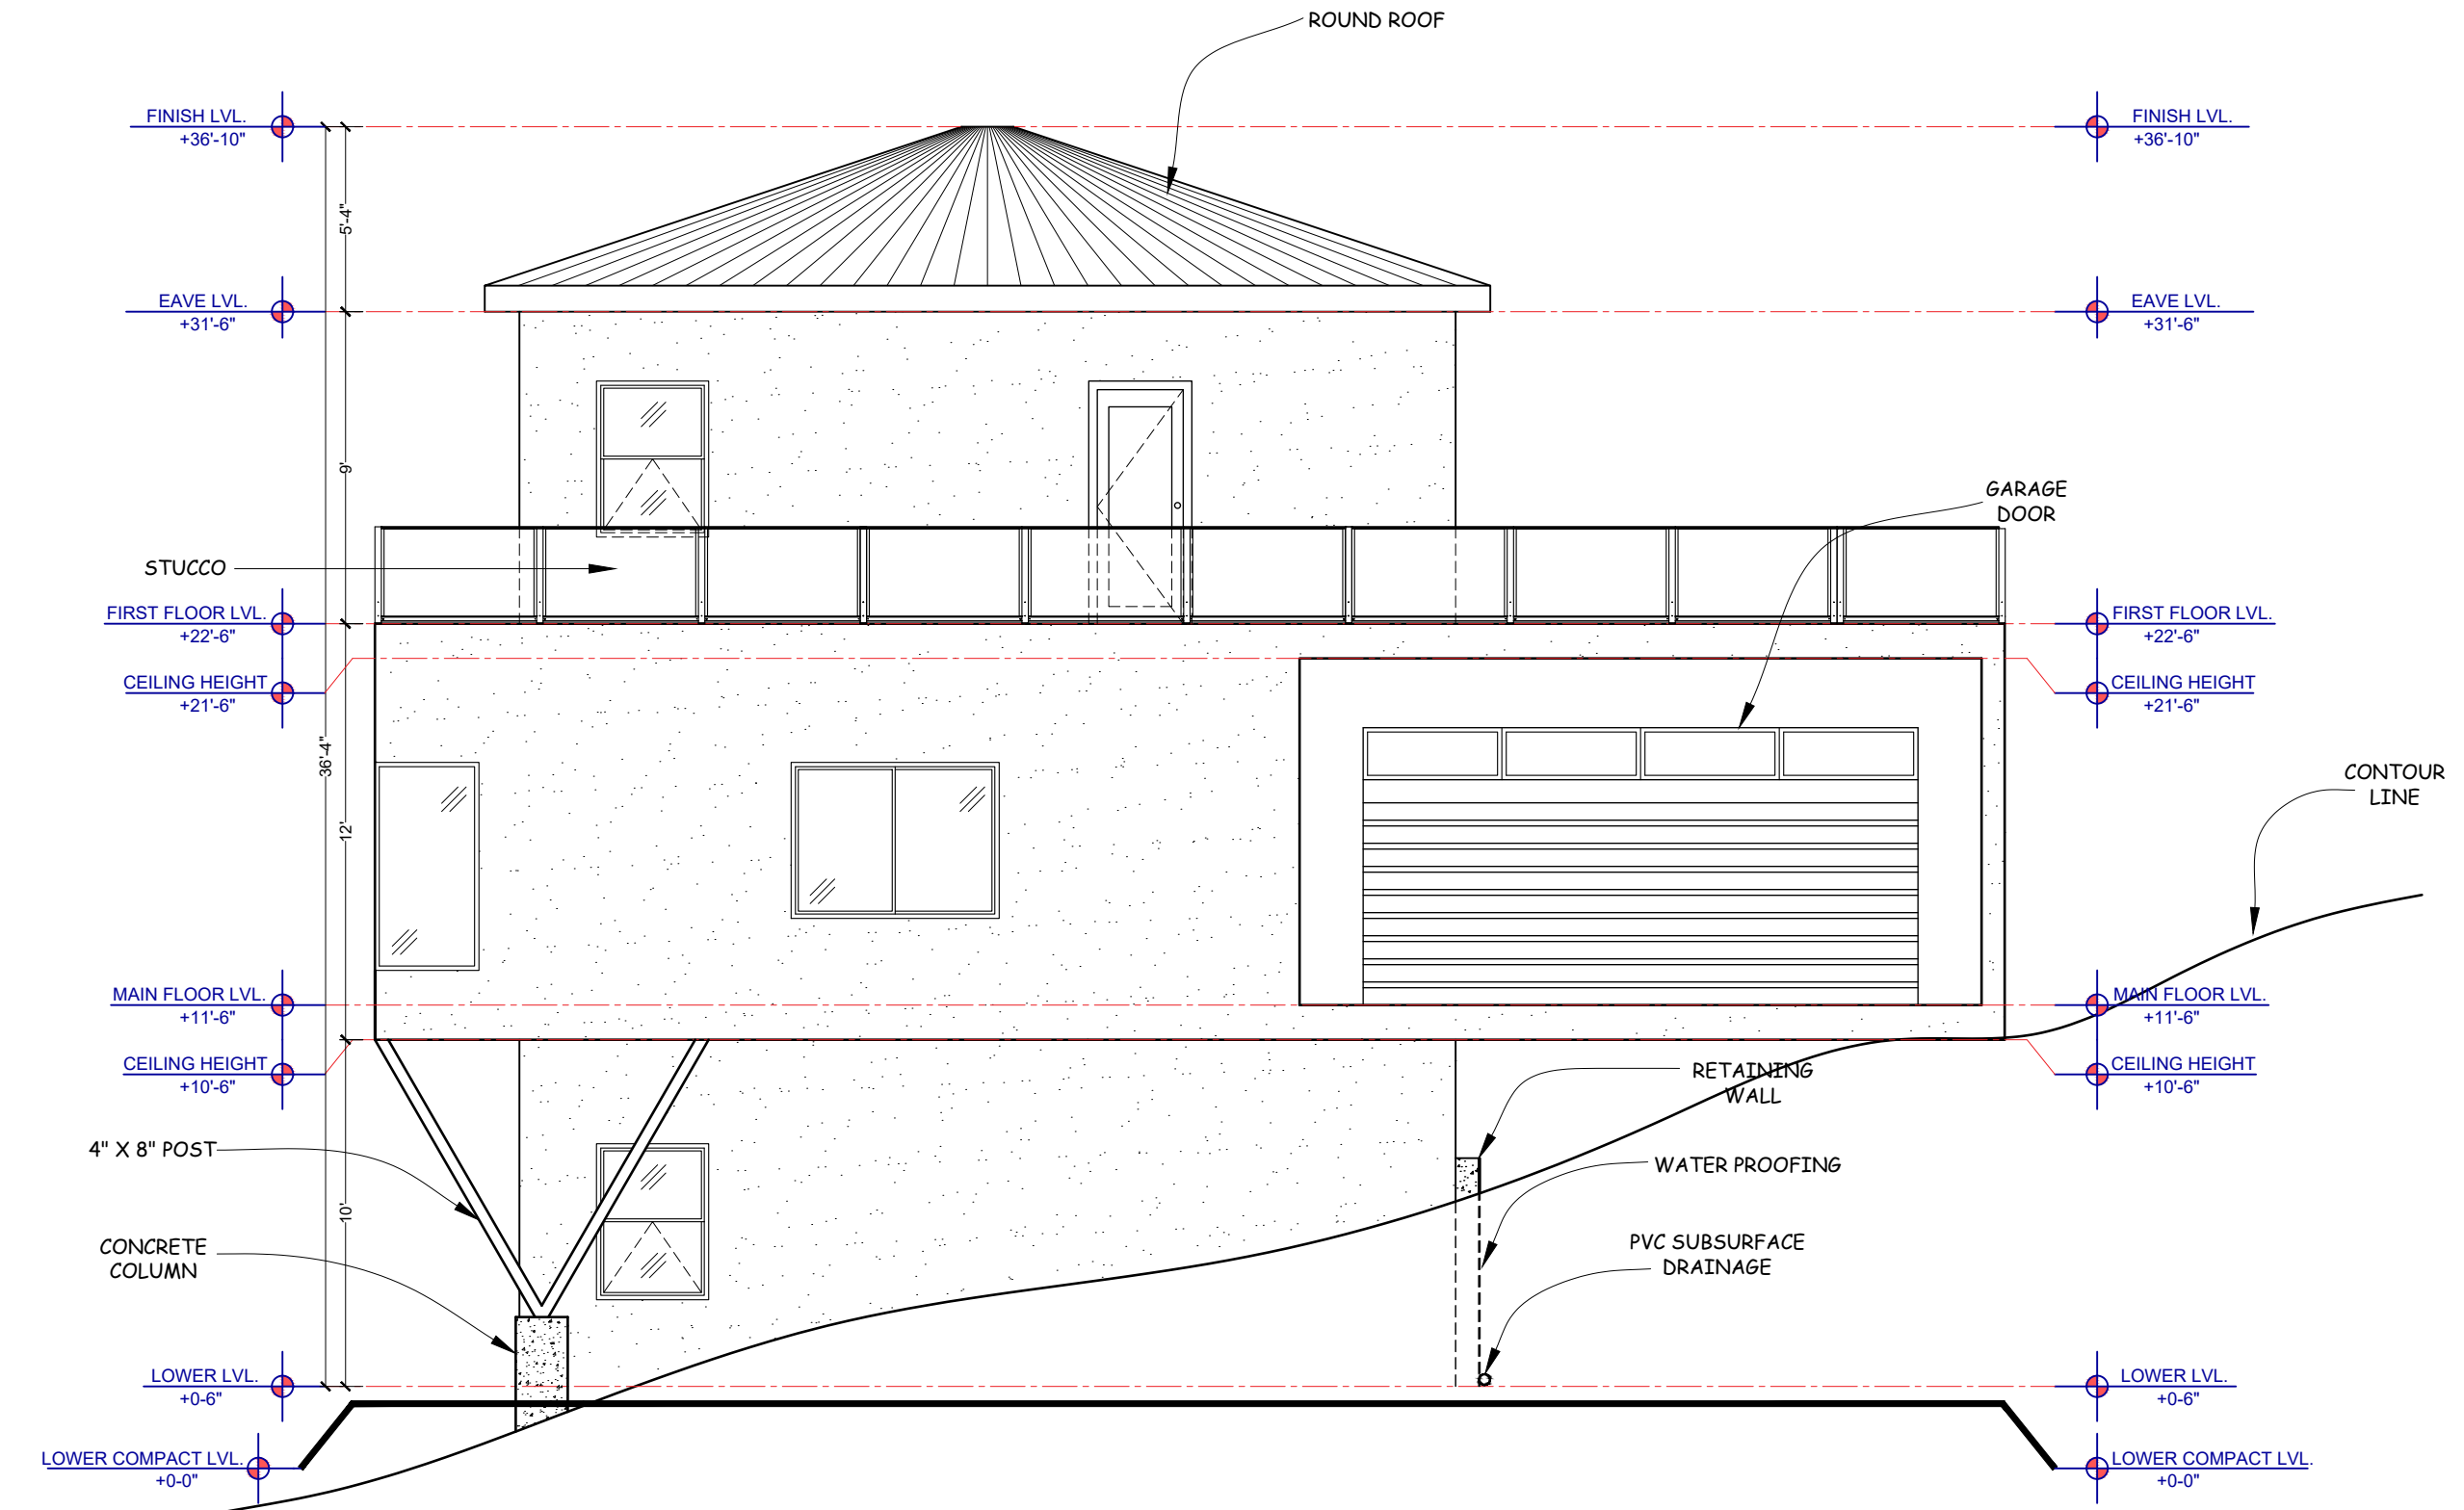 ROUND ROOF
FINISH LVL.
+36'-10"
FINISH LVL.
+36'-10"
5'-4"
EAVE LVL.
+31'-6"
EAVE LVL.
+31'-6"
9'
GARAGE
DOOR
STUCCO
FIRST FLOOR LVL.
+22'-6"
FIRST FLOOR LVL.
+22'-6"
CEILING HEIGHT
+21'-6"
CEILING HEIGHT
+21'-6"
36'-4"
12'
CONTOUR
LINE
MAIN FLOOR LVL.
+11'-6"
MAIN FLOOR LVL.
+11'-6"
CEILING HEIGHT
+10'-6"
CEILING HEIGHT
+10'-6"
RETAINING
WALL
4" X 8" POST
WATER PROOFING
10'
CONCRETE
COLUMN
PVC SUBSURFACE
DRAINAGE
LOWER LVL.
+0-6"
LOWER LVL.
+0-6"
LOWER COMPACT LVL.
+0-0"
LOWER COMPACT LVL.
+0-0"